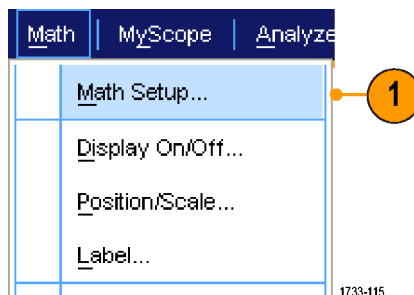 Math MyScope Analyze
Math Setup... 1
Display On/Off...
Position/Scale...
Label...
1733-115